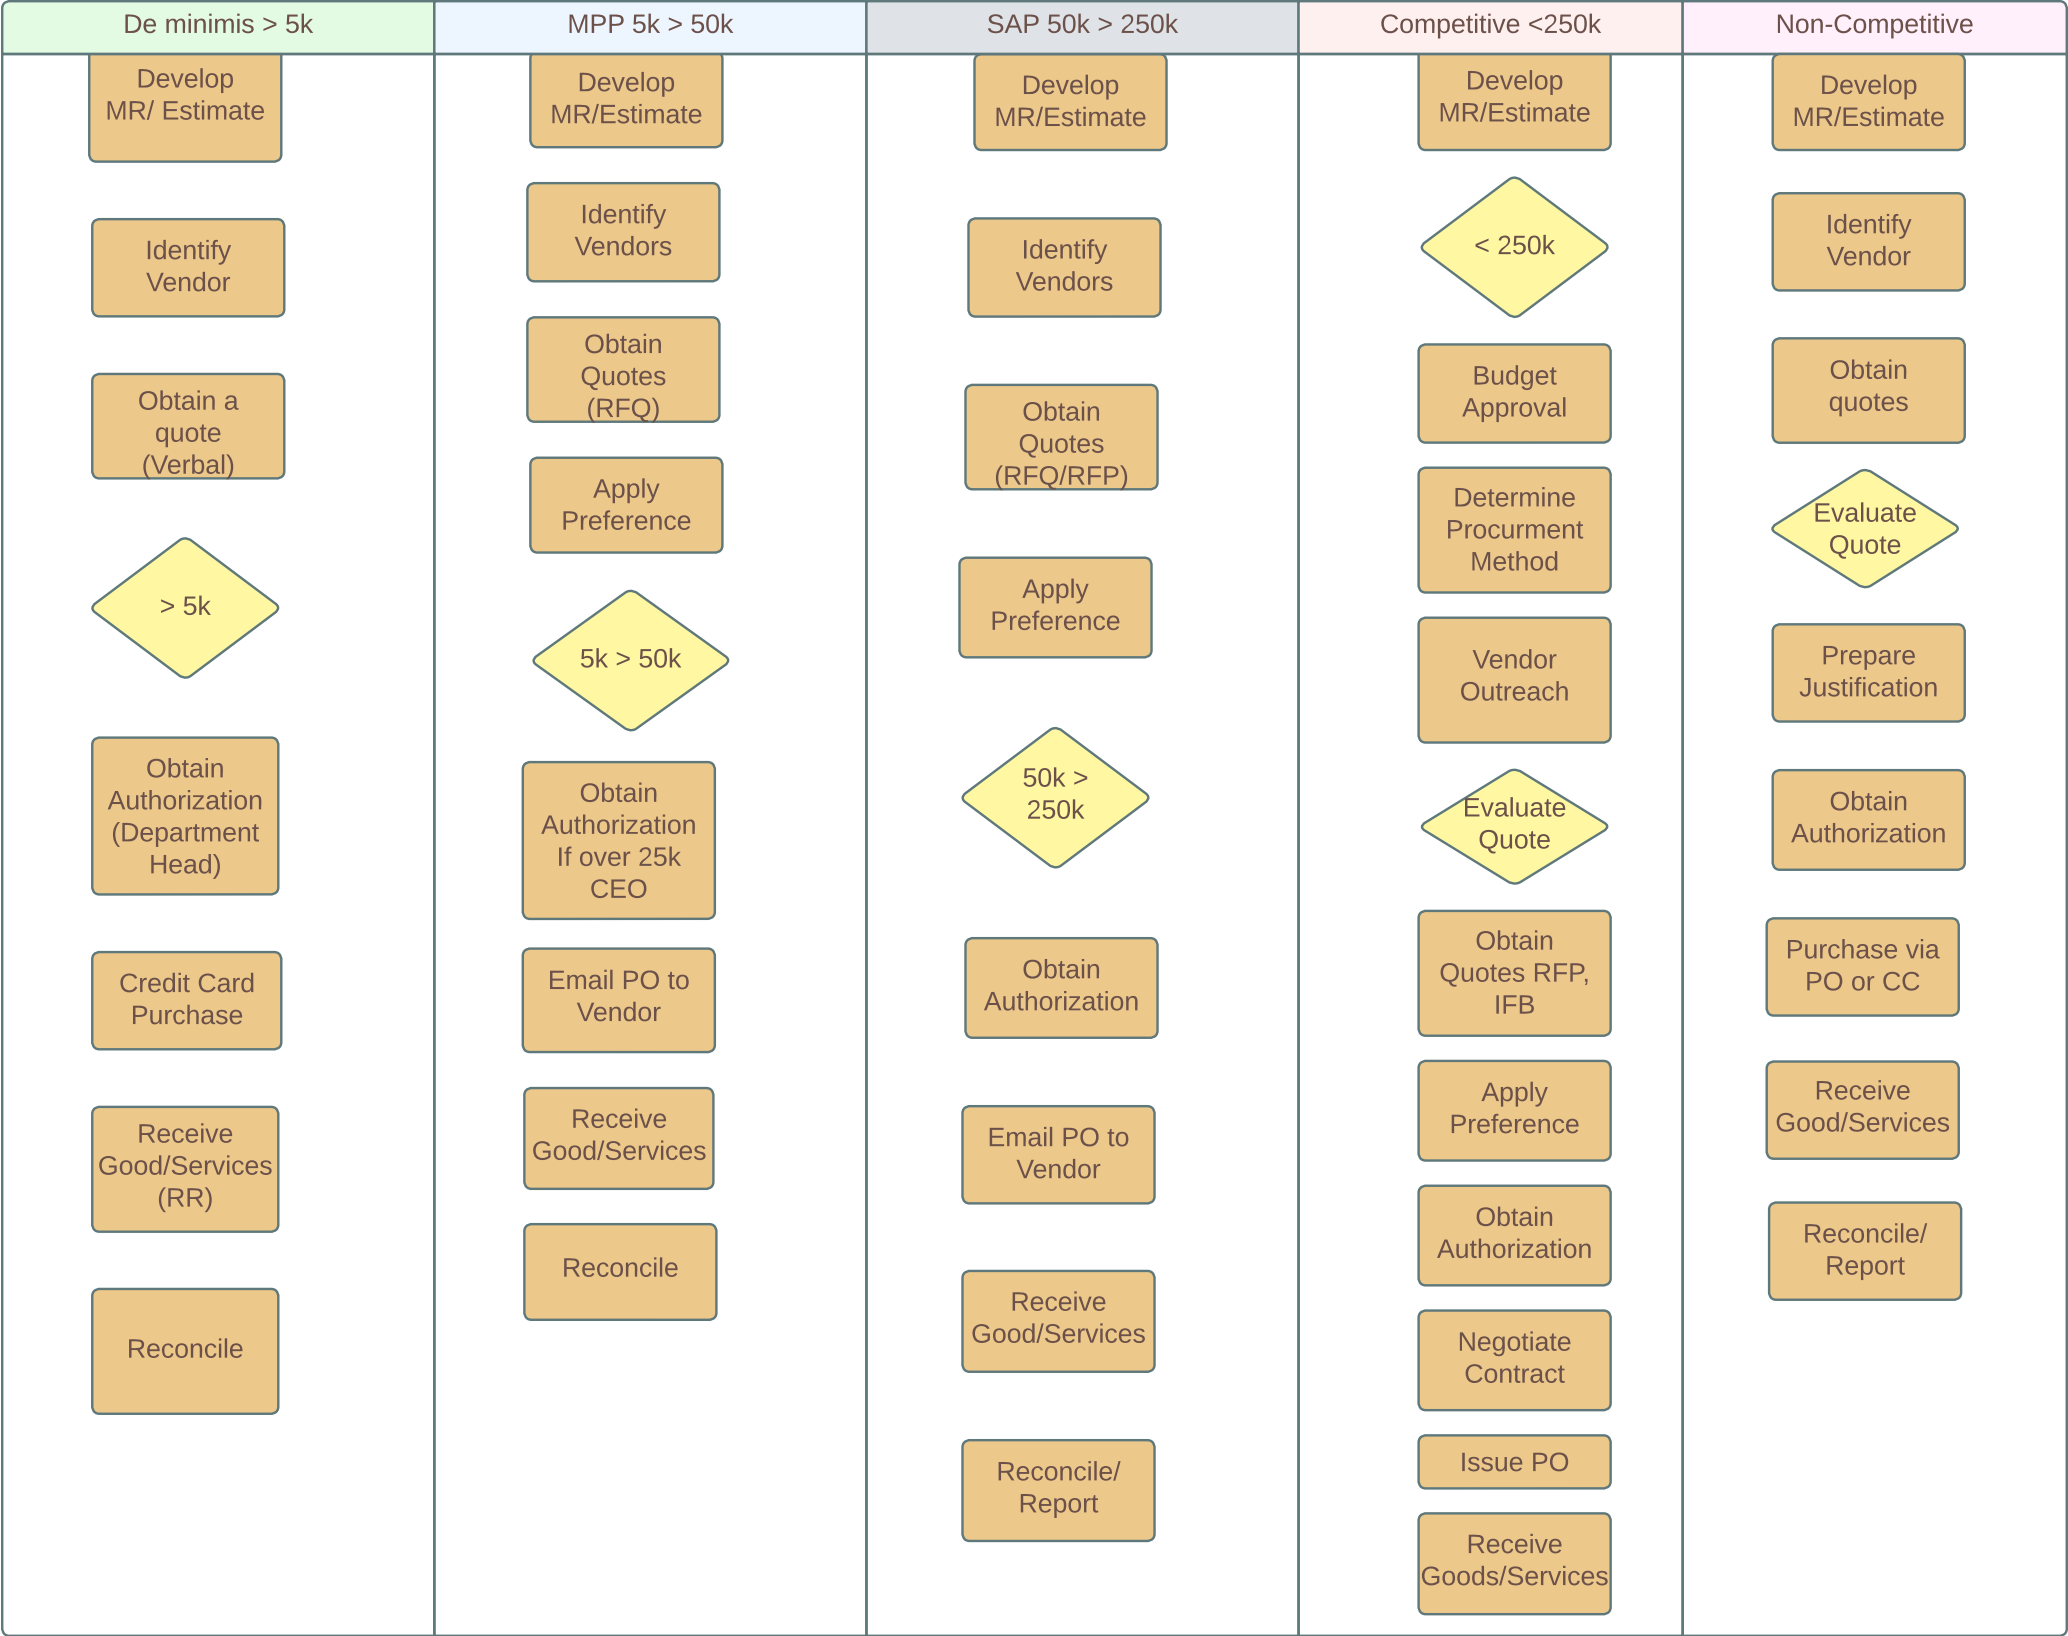 De minimis > 5k
MPP 5k > 50k
SAP 50k > 250k
Competitive <250k
Non-Competitive
Develop
MR/ Estimate
Identify
Vendor
Obtain a
quote
(Verbal)
> 5k
Obtain
Authorization
(Department
Head)
Credit Card
Purchase
Receive
Good/Services
(RR)
Reconcile
Develop
MR/Estimate
Identify
Vendors
Obtain
Quotes
(RFQ)
Apply
Preference
5k > 50k
Obtain
Authorization
If over 25k
CEO
Email PO to
Vendor
Receive
Good/Services
Reconcile
Develop
MR/Estimate
Identify
Vendors
Obtain
Quotes
(RFQ/RFP)
Apply
Preference
50k >
250k
Obtain
Authorization
Email PO to
Vendor
Receive
Good/Services
Reconcile/
Report
Develop
MR/Estimate
< 250k
Budget
Approval
Determine
Procurment
Method
Vendor
Outreach
Evaluate
Quote
Obtain
Quotes RFP,
IFB
Apply
Preference
Obtain
Authorization
Negotiate
Contract
Issue PO
Receive
Goods/Services
Develop
MR/Estimate
Identify
Vendor
Obtain
quotes
Evaluate
Quote
Prepare
Justification
Obtain
Authorization
Purchase via
PO or CC
Receive
Good/Services
Reconcile/
Report